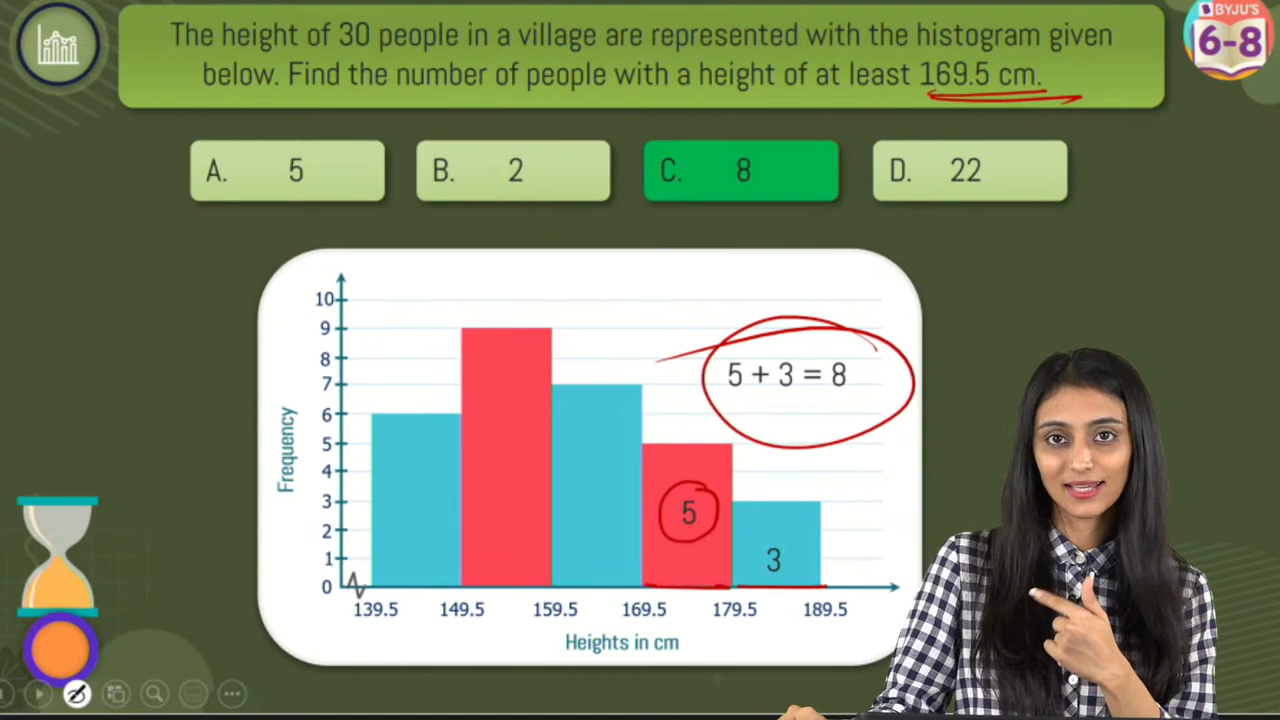 The height of 30 people in a village are represented with the histogram given
below. Find the number of people with a height of at least 169.5 cm.
BYJU'S
6-8
A. 5
B. 2
C. 8
D. 22
10
9
8
7
6
5
4
3
2
1
0
Frequency
5 + 3 = 8
5
3
139.5 149.5 159.5 169.5 179.5 189.5
Heights in cm